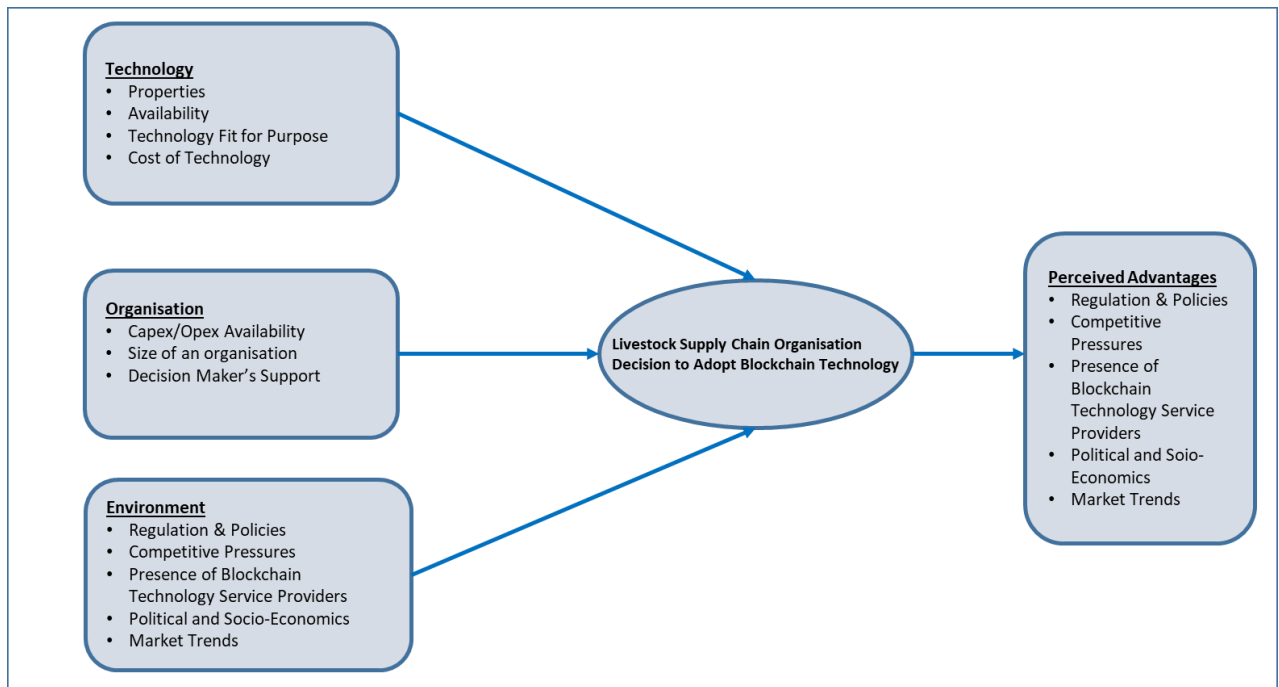 Technology
• Properties
• Availability
• Technology Fit for Purpose
• Cost of Technology
Organisation
• Capex/Opex Availability
• Size of an organisation
• Decision Maker's Support
Environment
• Regulation & Policies
• Competitive Pressures
• Presence of Blockchain
Technology Service Providers
• Political and Socio-Economics
• Market Trends
Livestock Supply Chain Organisation
Decision to Adopt Blockchain Technology
Perceived Advantages
• Regulation & Policies
• Competitive
Pressures
• Presence of
Blockchain
Technology Service
Providers
• Political and Soio-
Economics
• Market Trends